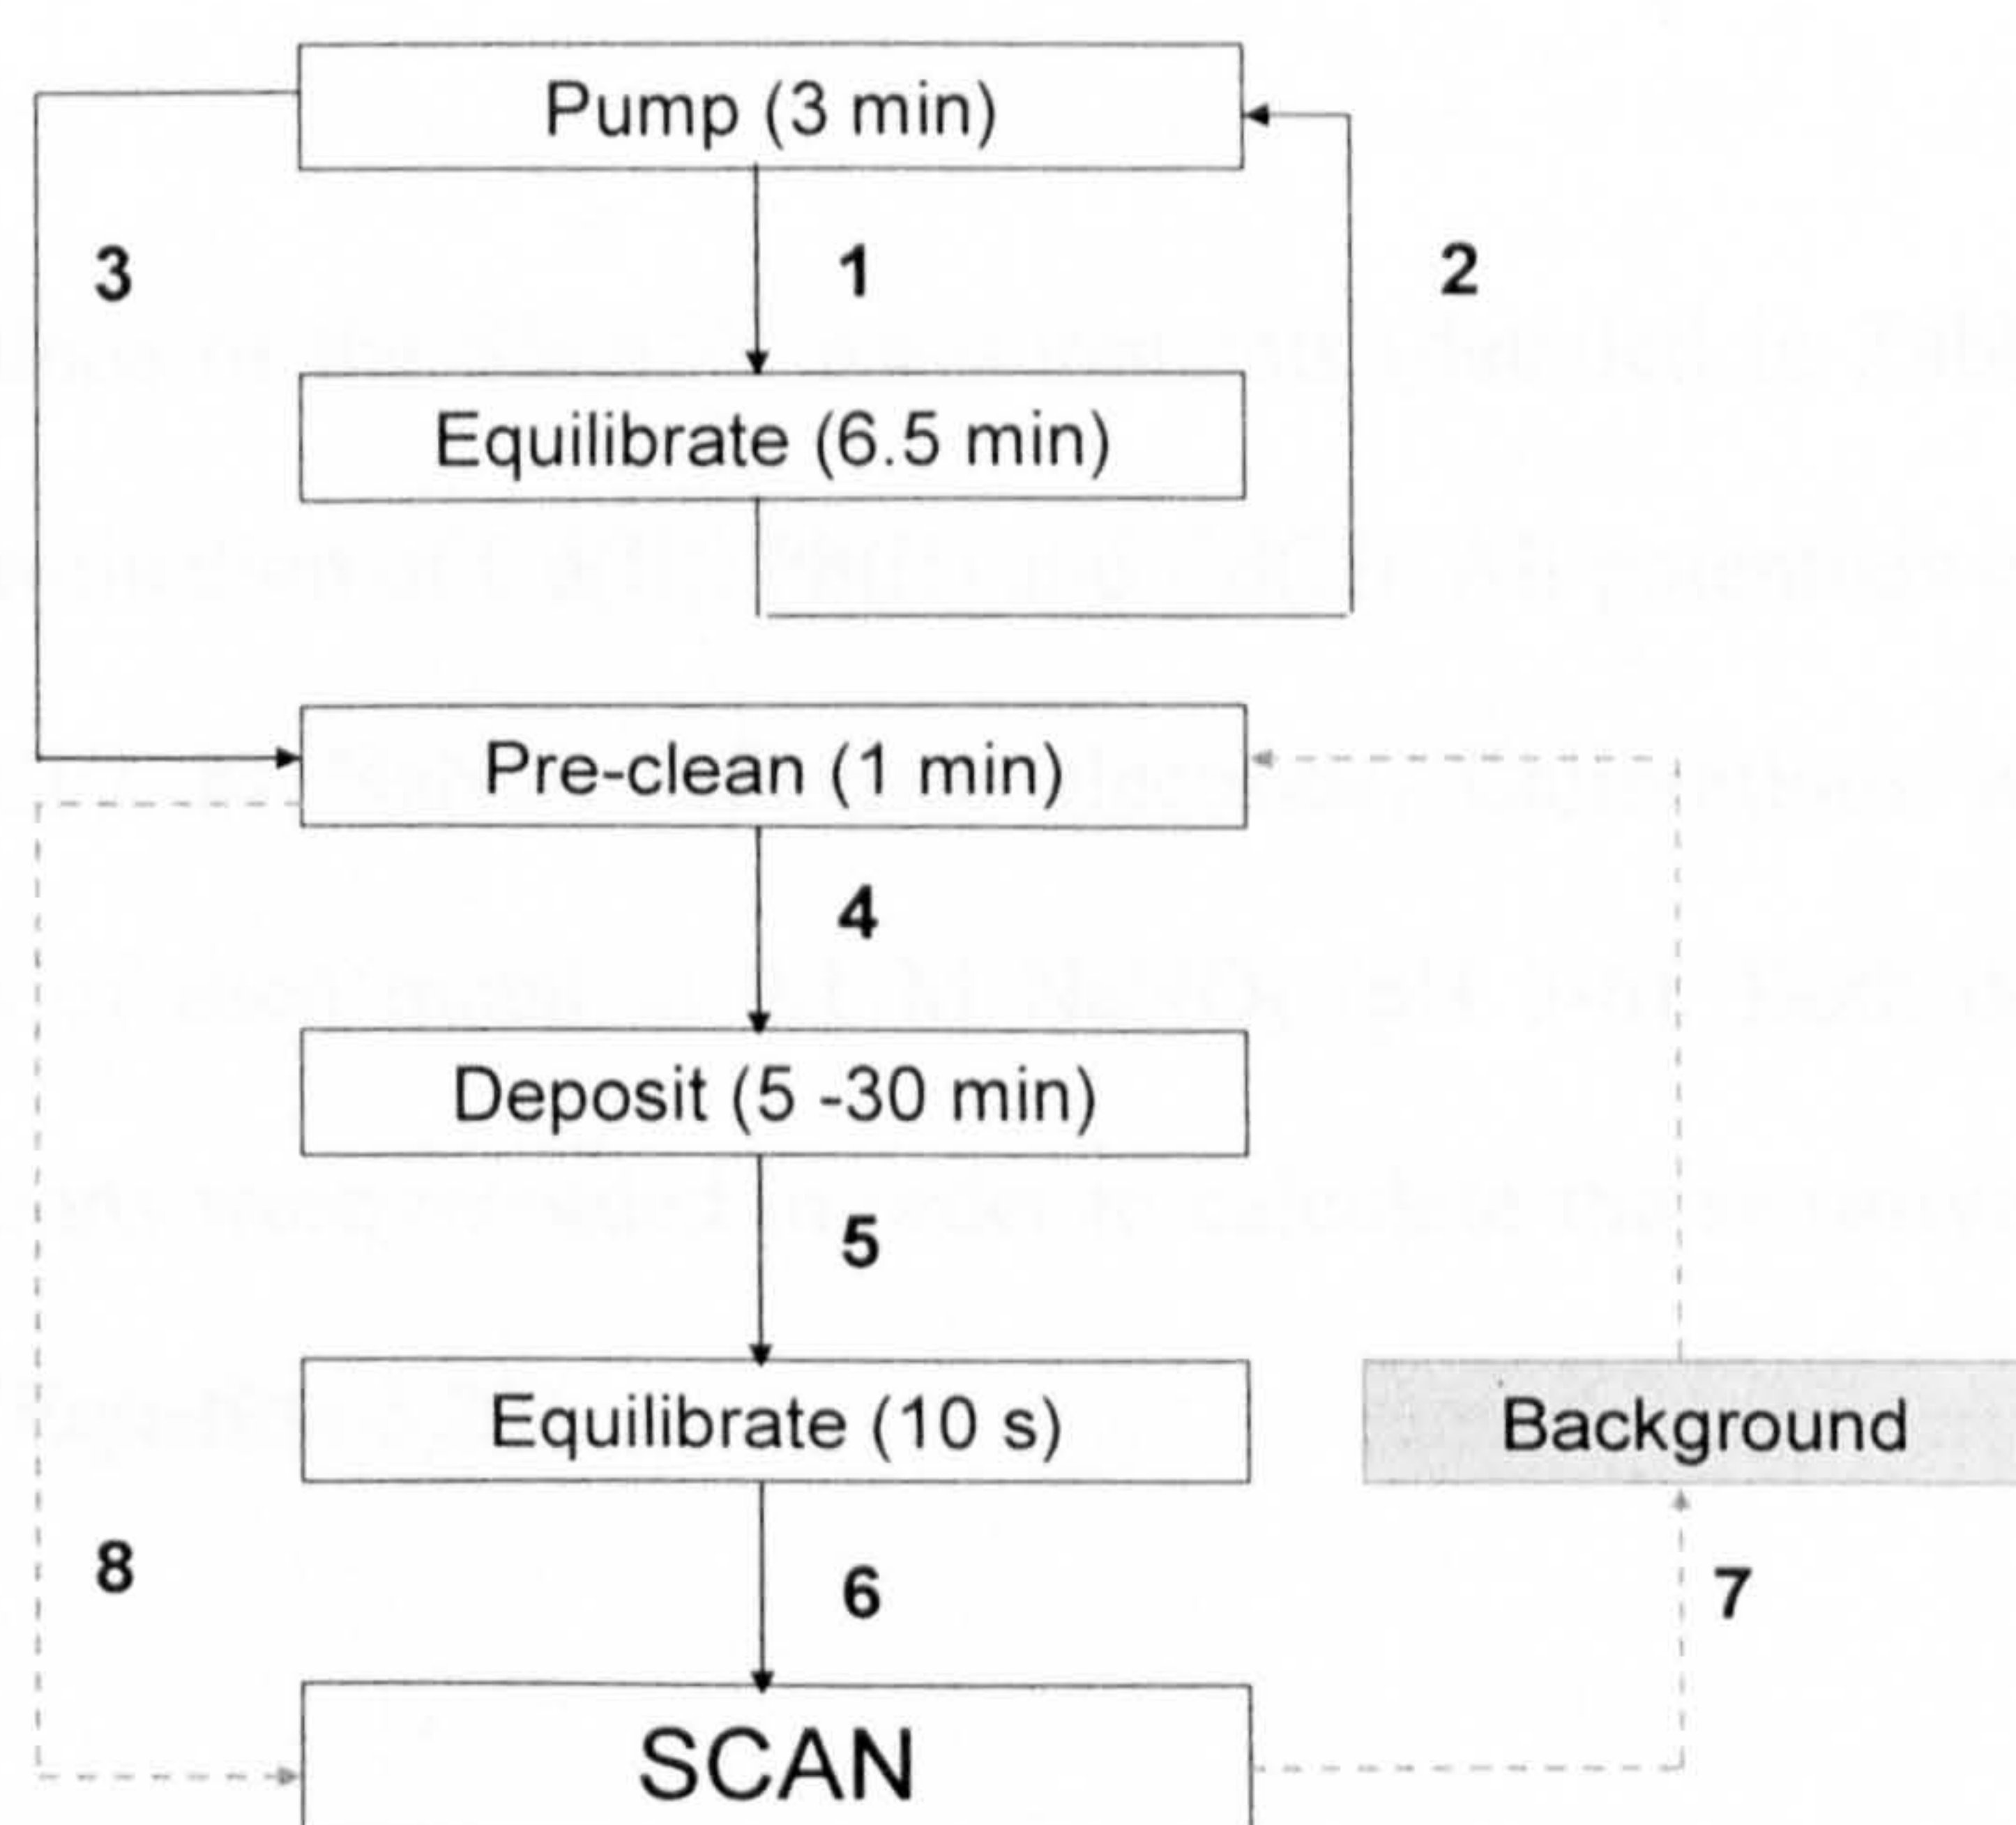 Pump (3 min)
3
1
2
Equilibrate (6.5 min)
Pre-clean (1 min)
4
Deposit (5 -30 min)
5
Equilibrate (10 s)
Background
8
6
7
SCAN